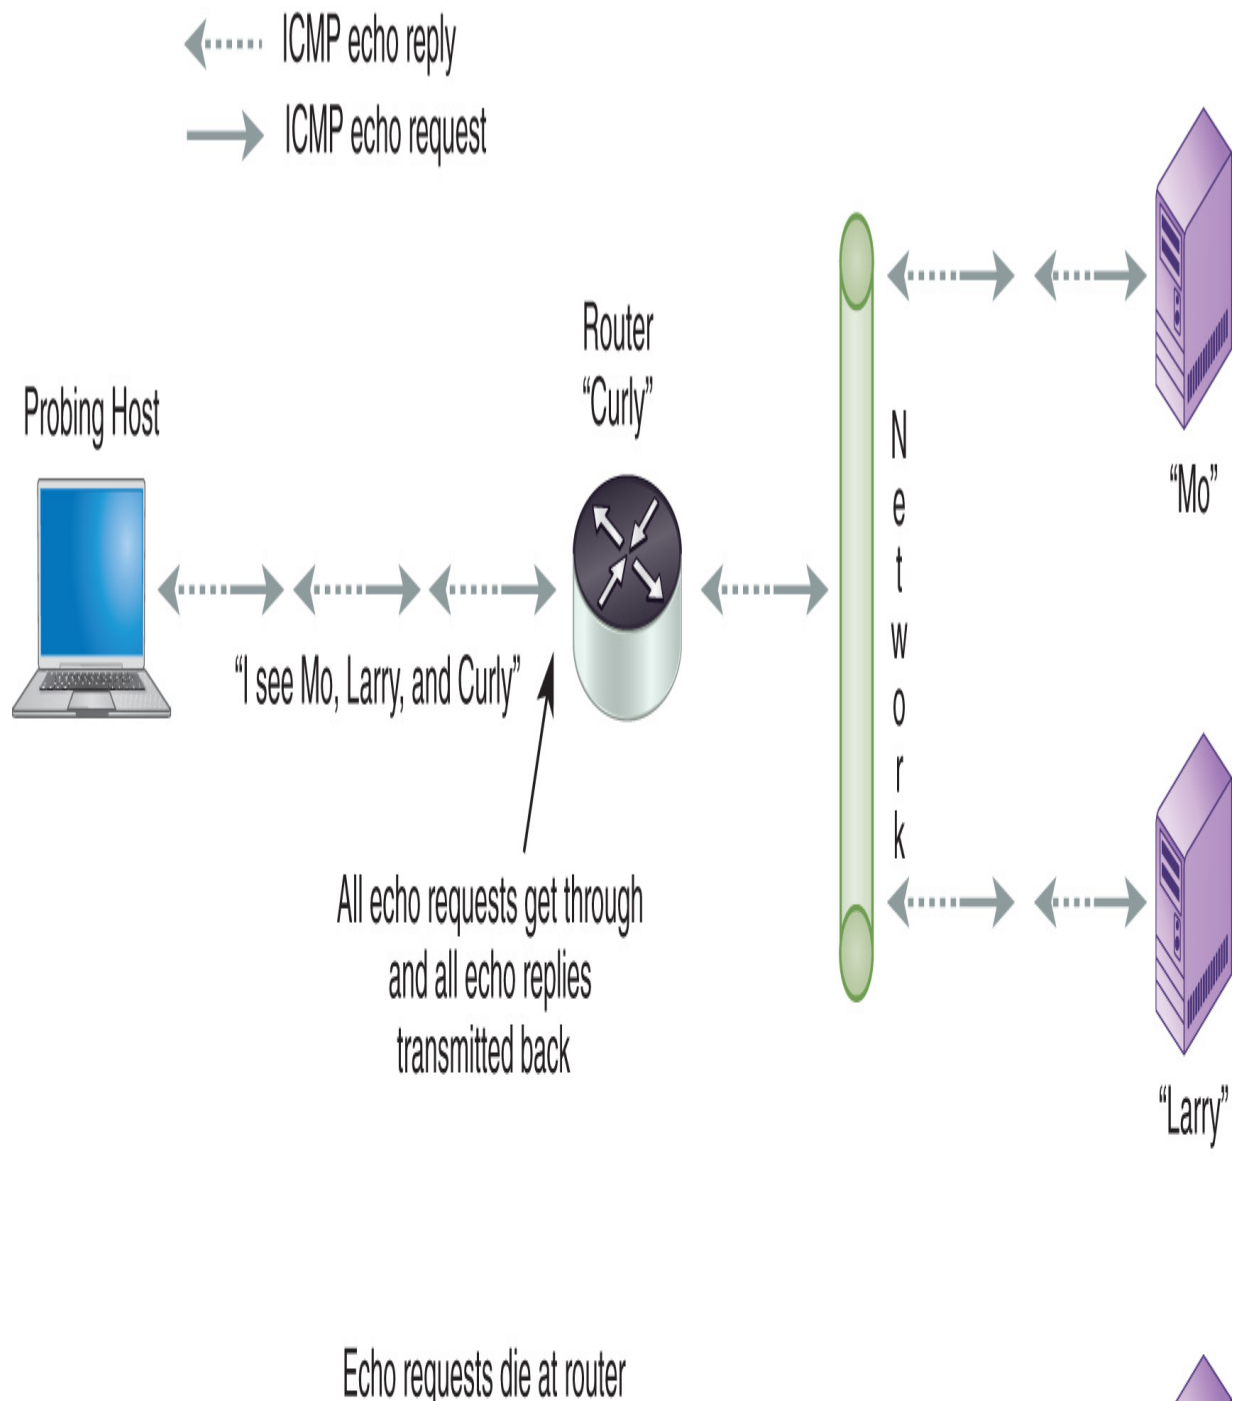 ICMP echo reply
ICMP echo request
Router
“Curly”
Probing Host
“Mo”
Network
“I see Mo, Larry, and Curly”
All echo requests get through
and all echo replies
transmitted back
“Larry”
Echo requests die at router